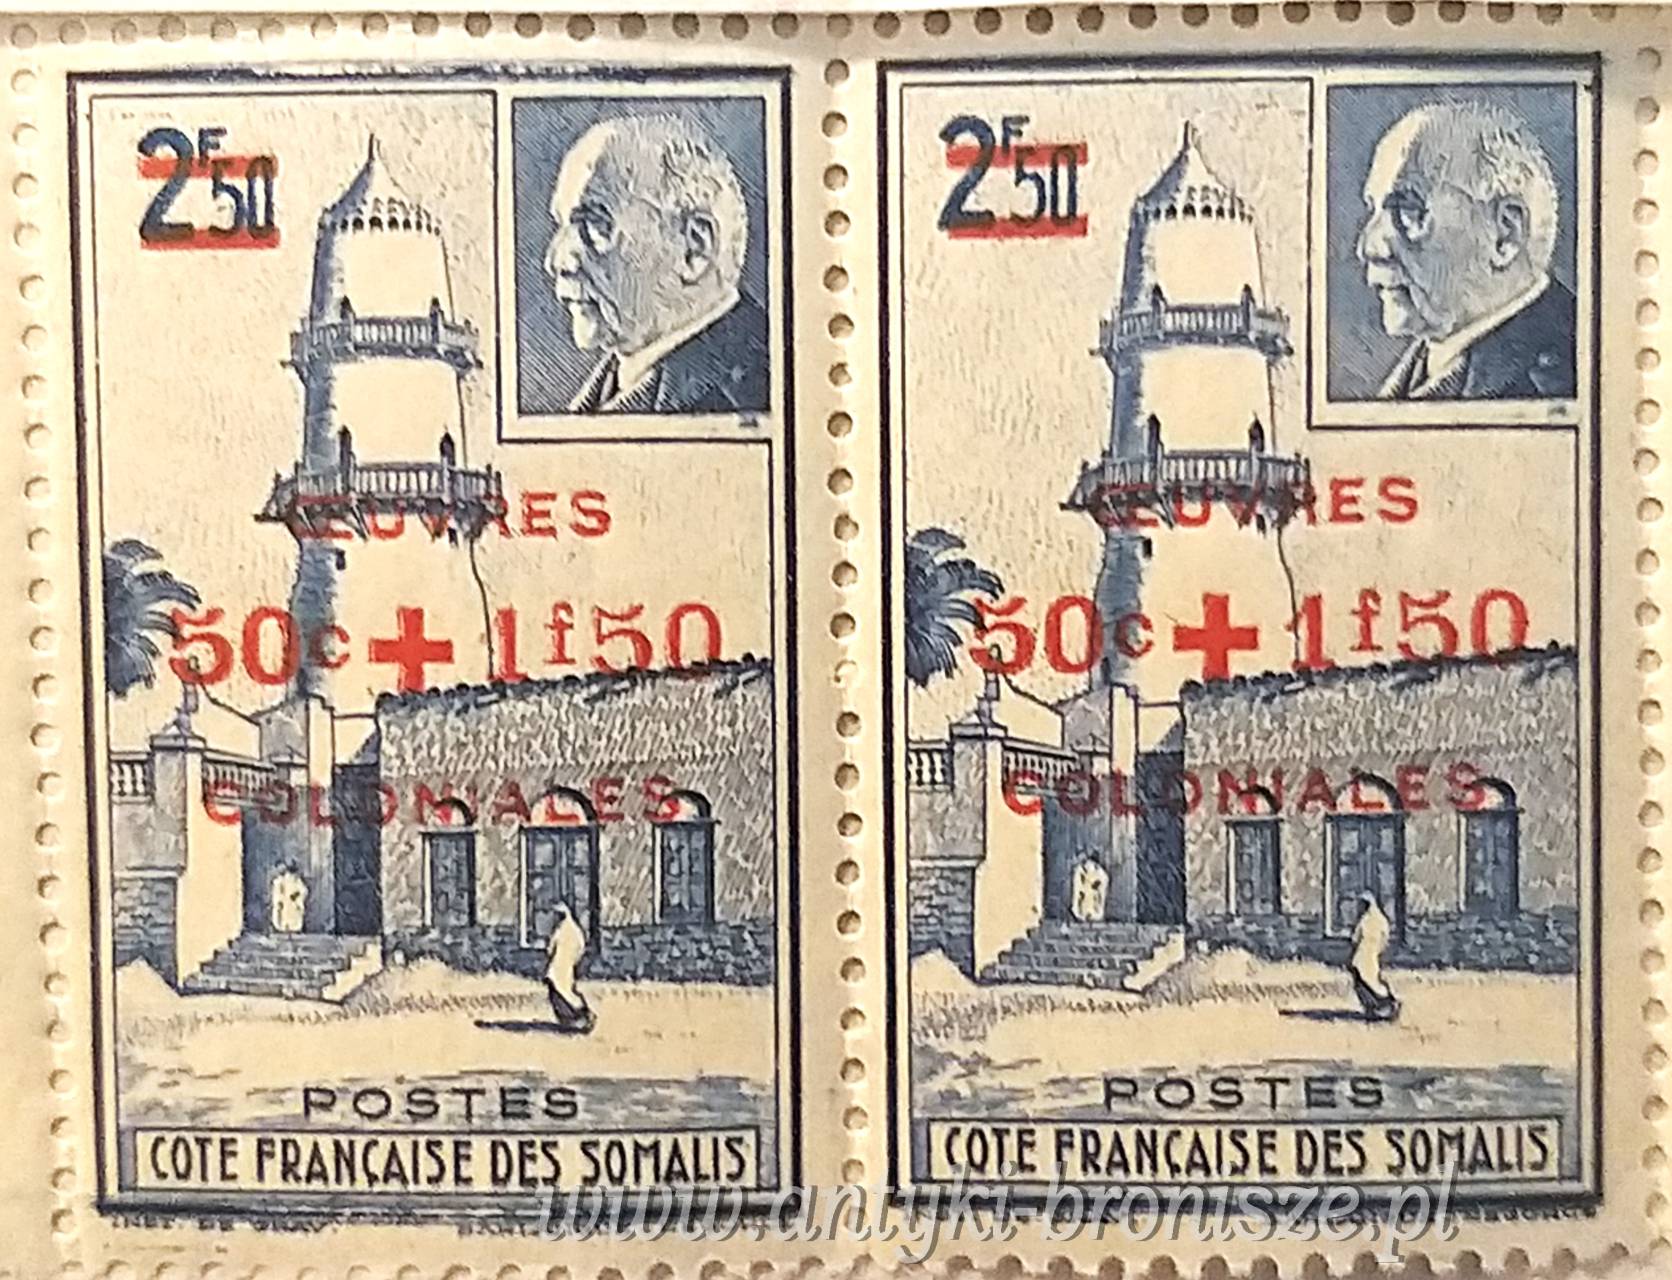 2F50
ŒUVRES
50c + 1f50
COLONIALES
POSTES
COTE FRANÇAISE DES SOMALIS
2F50
ŒUVRES
50c + 1f50
COLONIALES
POSTES
COTE FRANÇAISE DES SOMALIS
www.antyki-bronisze.pl